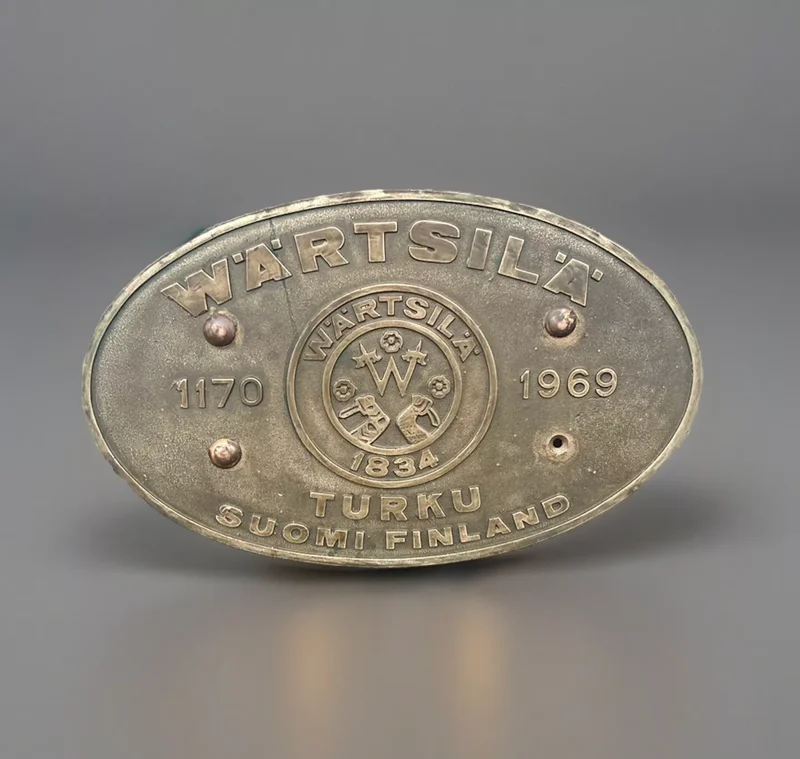 WÄRTSILÄ
WÄRTSILÄ
W
1170 1969
1834
TURKU
SUOMI FINLAND